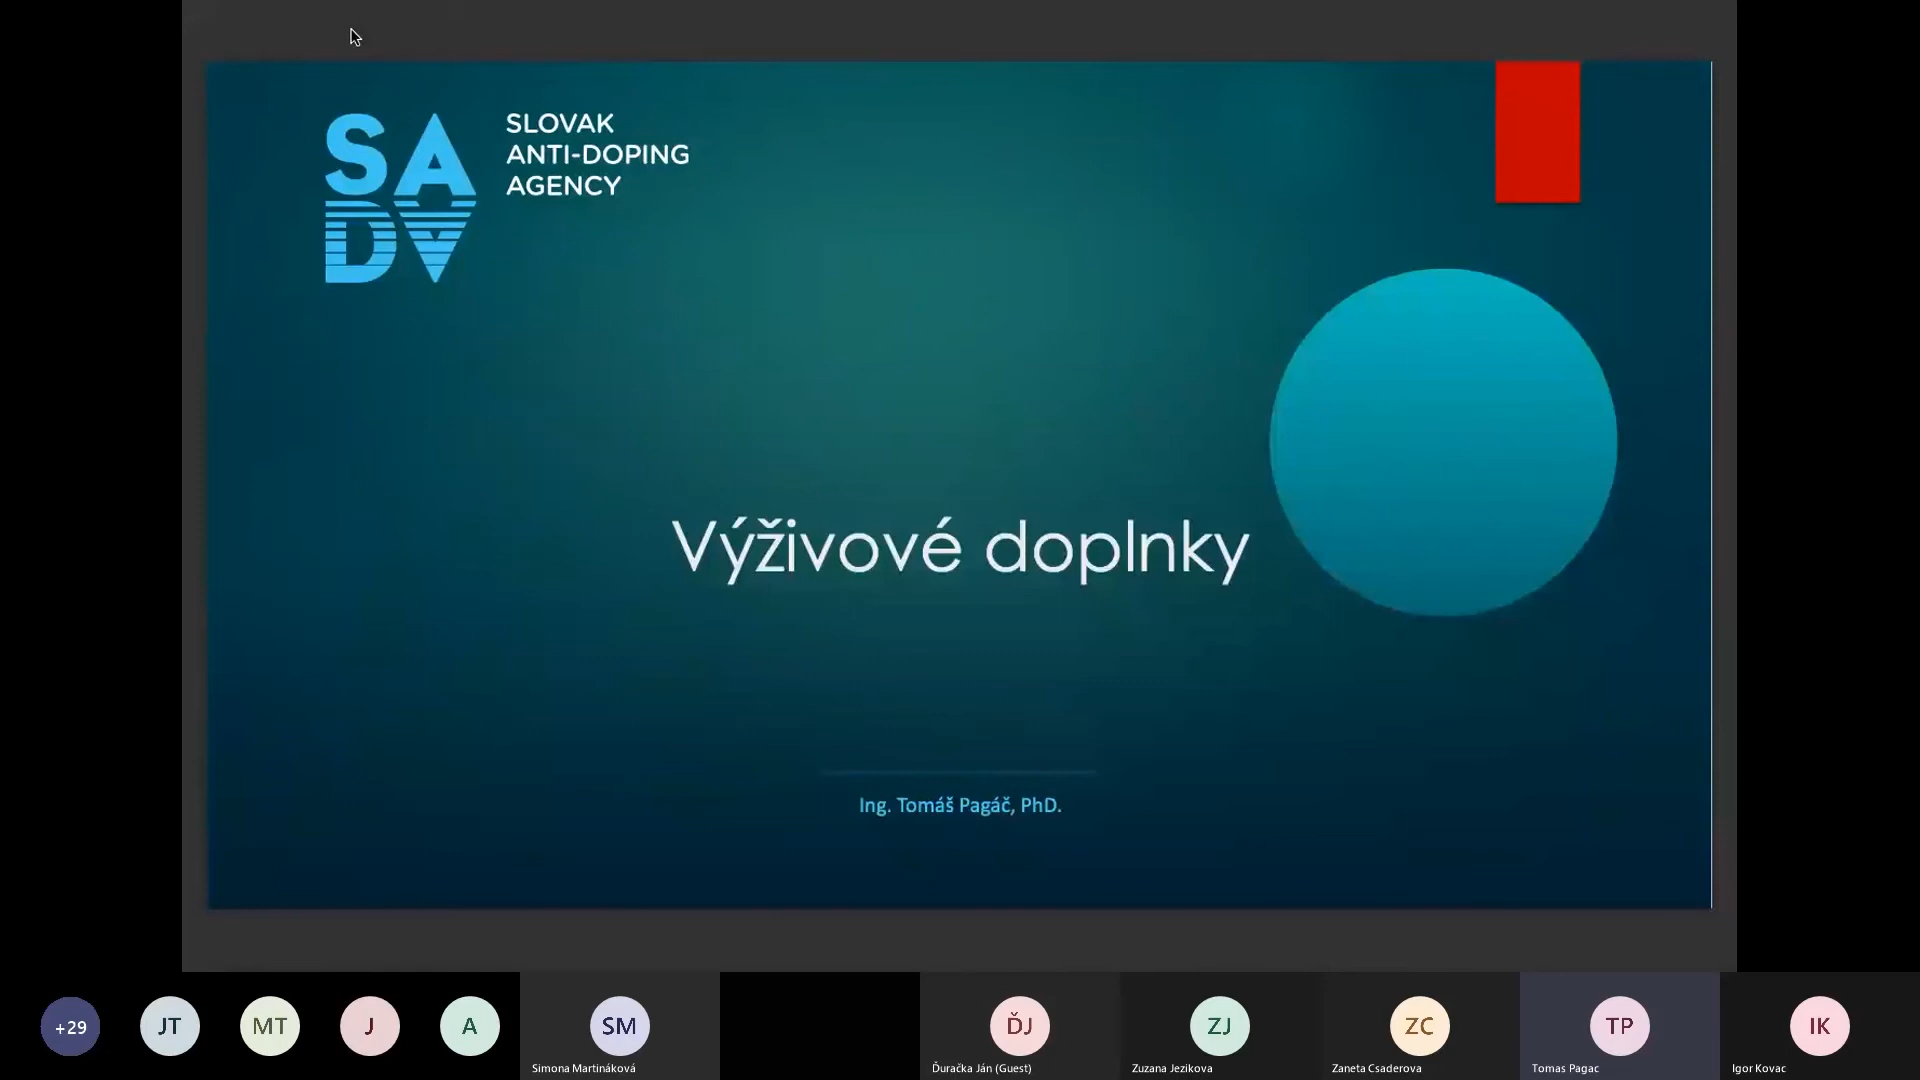 SA
DA
SLOVAK
ANTI-DOPING
AGENCY
Výživové doplnky
Ing. Tomáš Pagáč, PhD.
+29
JT
MT
J
A
SM
ĎJ
ZJ
ZC
TP
IK
Simona Martináková
Ďuračka Ján (Guest)
Zuzana Jezikova
Zaneta Csaderova
Tomas Pagac
Igor Kovac